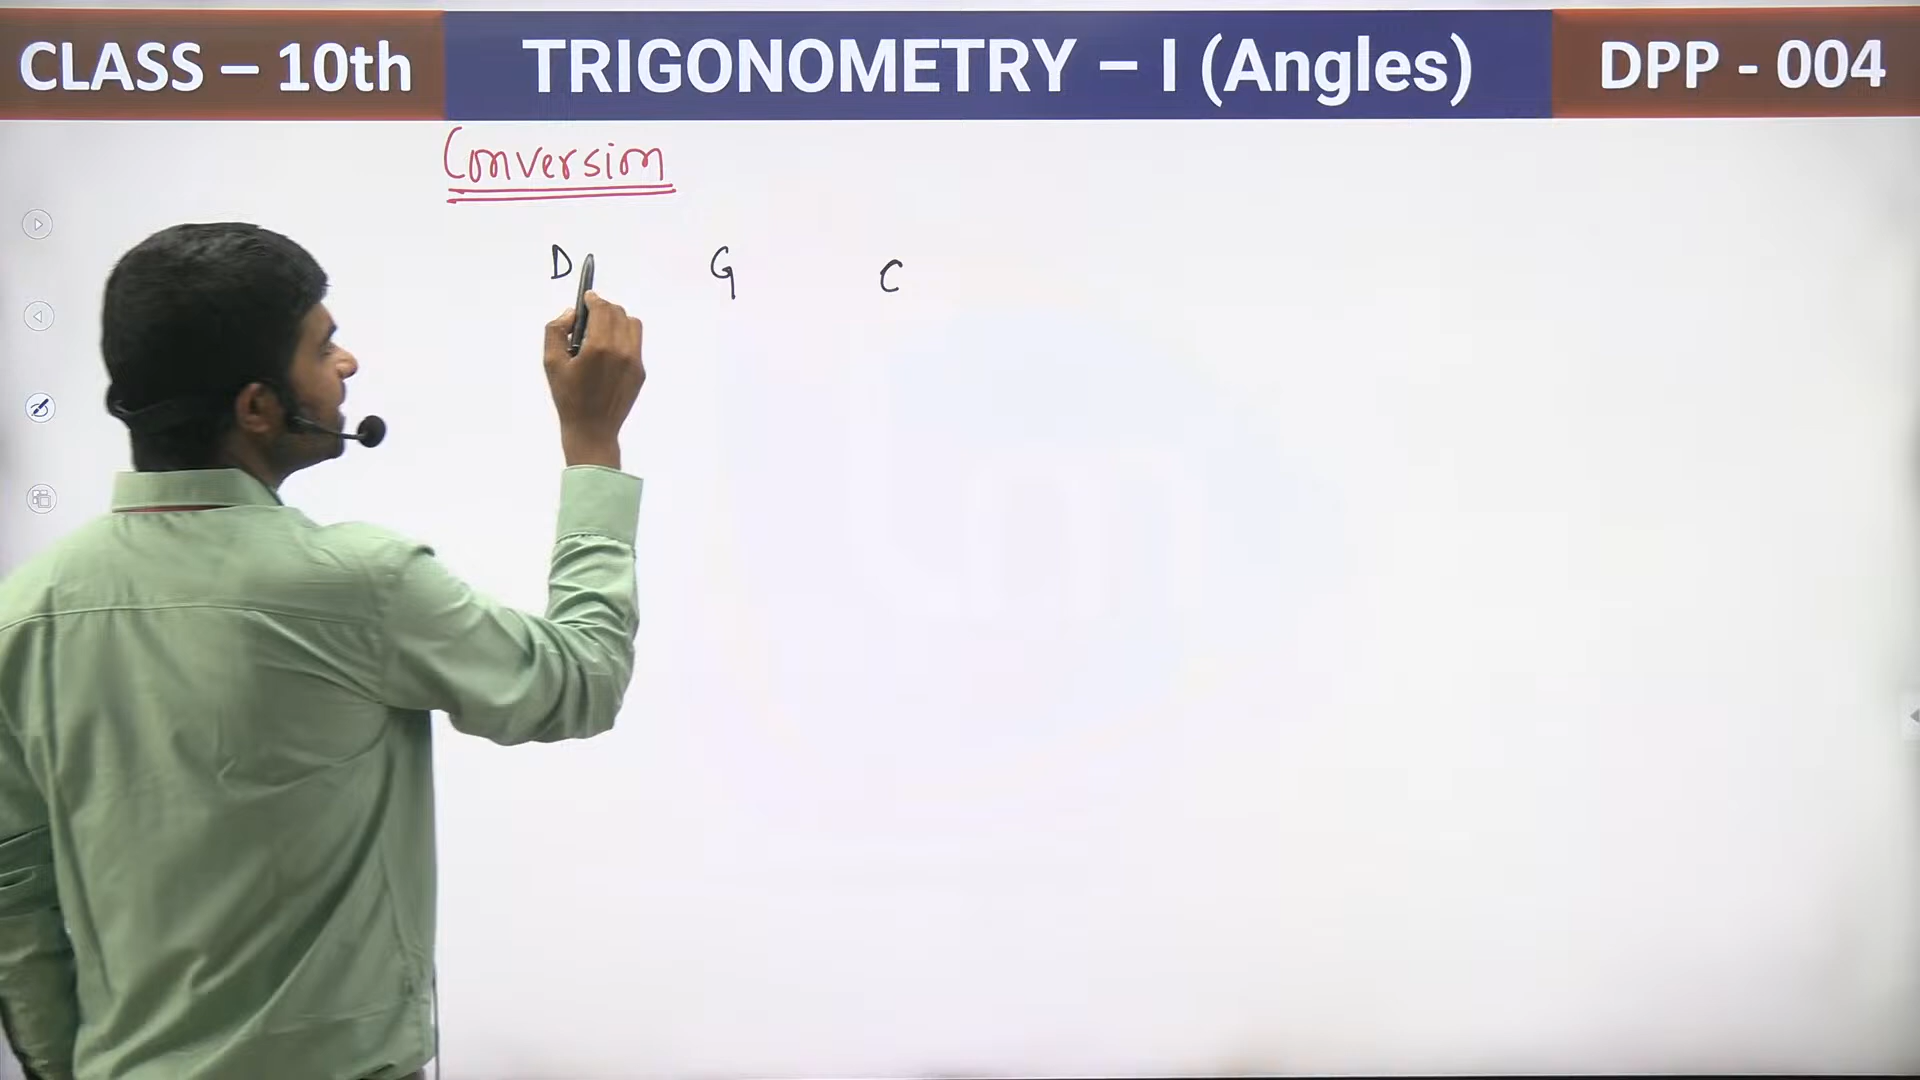 CLASS – 10th TRIGONOMETRY – I (Angles) DPP - 004
Conversion
D G C